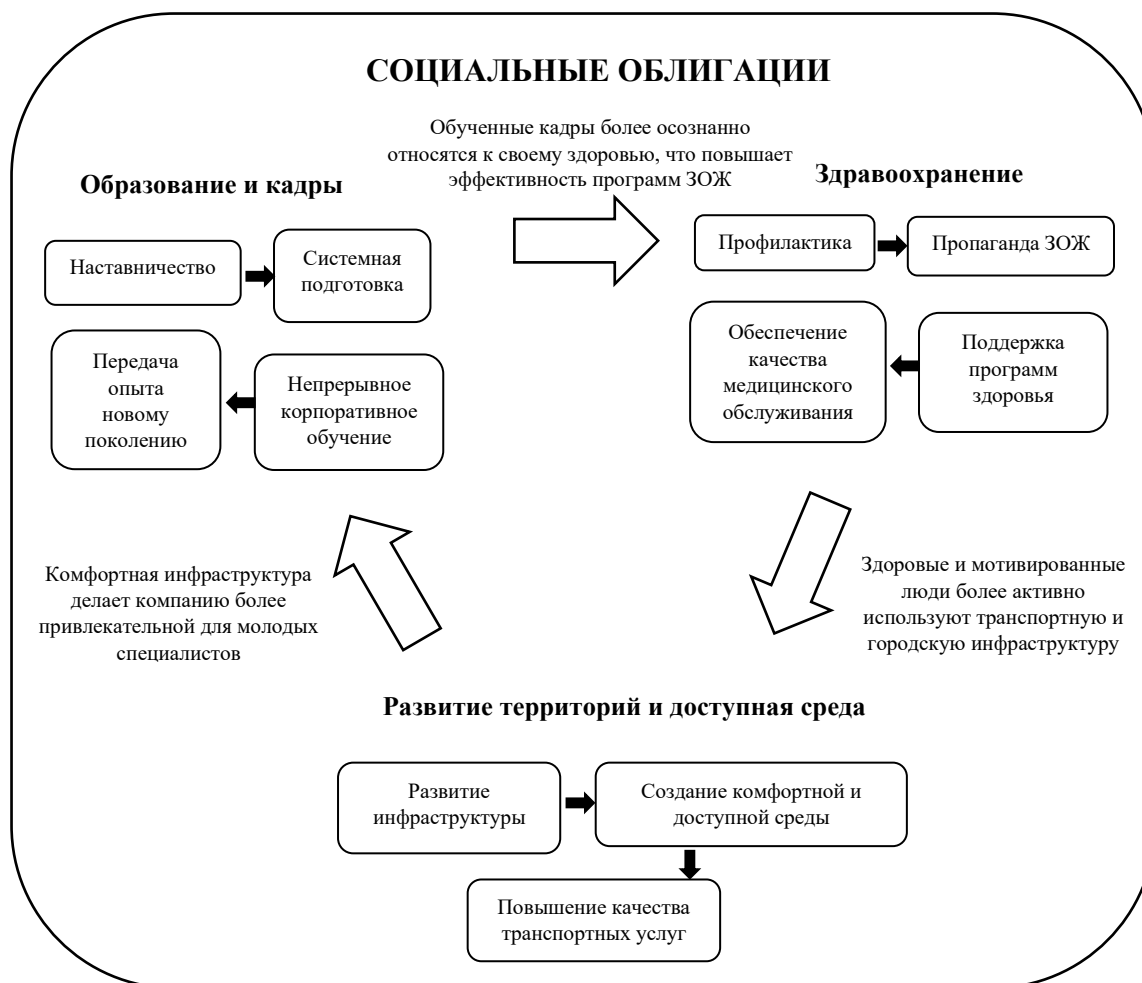 СОЦИАЛЬНЫЕ ОБЛИГАЦИИ
Обученные кадры более осознанно
относятся к своему здоровью, что повышает
эффективность программ ЗОЖ
Образование и кадры
Наставничество
Системная
подготовка
Передача
опыта
новому
поколению
Непрерывное
корпоративное
обучение
Здравоохранение
Профилактика
Пропаганда ЗОЖ
Обеспечение
качества
медицинского
обслуживания
Поддержка
программ
здоровья
Комфортная инфраструктура
делает компанию более
привлекательной для молодых
специалистов
Здоровые и мотивированные
люди более активно
используют транспортную и
городскую инфраструктуру
Развитие территорий и доступная среда
Развитие
инфраструктуры
Создание комфортной и
доступной среды
Повышение качества
транспортных услуг